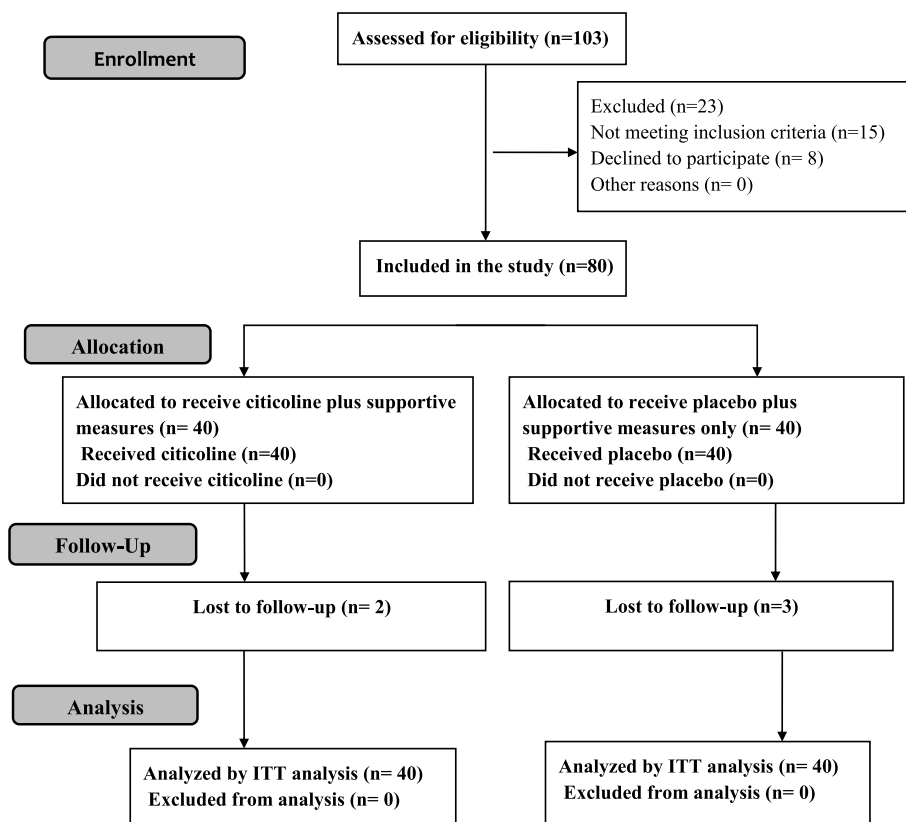 Enrollment
Assessed for eligibility (n=103)
Excluded (n=23)
Not meeting inclusion criteria (n=15)
Declined to participate (n= 8)
Other reasons (n= 0)
Included in the study (n=80)
Allocation
Allocated to receive citicoline plus supportive
measures (n= 40)
Received citicoline (n=40)
Did not receive citicoline (n=0)
Allocated to receive placebo plus
supportive measures only (n= 40)
Received placebo (n=40)
Did not receive placebo (n=0)
Follow-Up
Lost to follow-up (n= 2)
Lost to follow-up (n=3)
Analysis
Analyzed by ITT analysis (n= 40)
Excluded from analysis (n= 0)
Analyzed by ITT analysis (n= 40)
Excluded from analysis (n= 0)